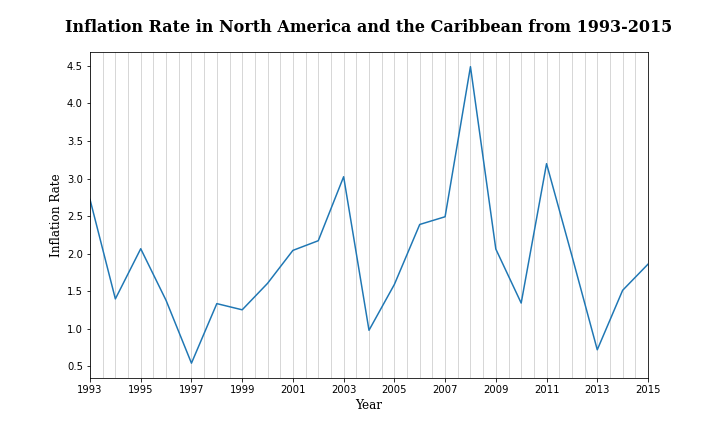 Inflation Rate in North America and the Caribbean from 1993-2015
4.5
4.0
3.5
3.0
2.5
2.0
1.5
1.0
0.5
Inflation Rate
1993 1995 1997 1999 2001 2003 2005 2007 2009 2011 2013 2015
Year